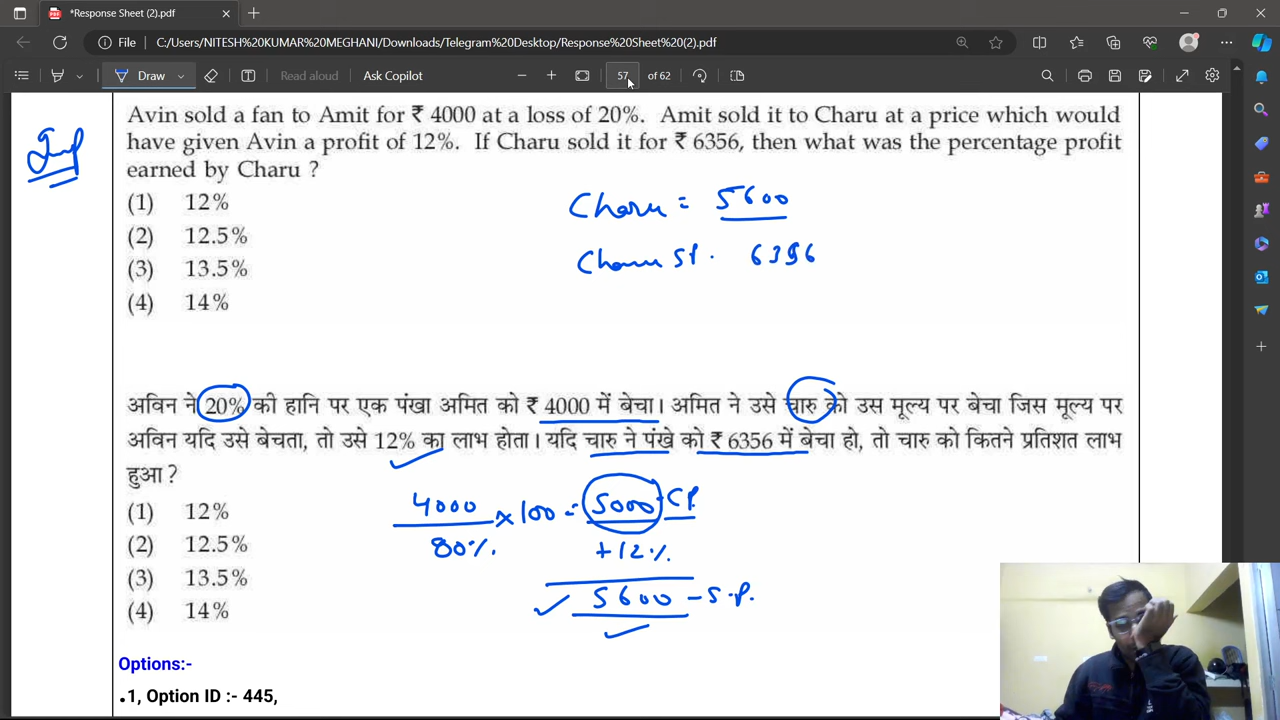 *Response Sheet (2).pdf
File C:/Users/NITESH%20KUMAR%20MEGHANI/Downloads/Telegram%20Desktop/Response%20Sheet%20(2).pdf
Draw Read aloud Ask Copilot 57 of 62
Avin sold a fan to Amit for ₹ 4000 at a loss of 20%. Amit sold it to Charu at a price which would
have given Avin a profit of 12%. If Charu sold it for ₹ 6356, then what was the percentage profit
earned by Charu ?
Imp
(1) 12%
(2) 12.5%
(3) 13.5%
(4) 14%
Charu = 5600
Charu SP. 6356
अविन ने 20% की हानि पर एक पंखा अमित को ₹ 4000 में बेचा। अमित ने उसे चारु को उस मूल्य पर बेचा जिस मूल्य पर
अविन यदि उसे बेचता, तो उसे 12% का लाभ होता। यदि चारु ने पंखे को ₹ 6356 में बेचा हो, तो चारु को कितने प्रतिशत लाभ
हुआ ?
(1) 12%
(2) 12.5%
(3) 13.5%
(4) 14%
4000 × 100 = 5000 - CP.
80%. +12%.
5600 - S.P.
Options:-
.1, Option ID :- 445,